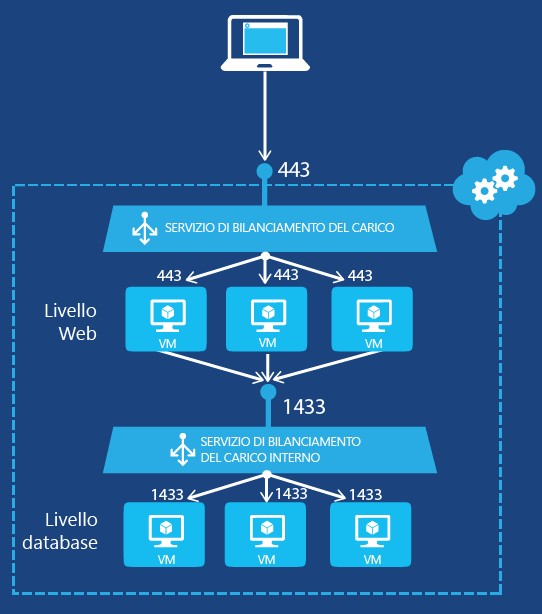 443
SERVIZIO DI BILANCIAMENTO DEL CARICO
443
443
443
Livello
Web
VM
VM
VM
1433
SERVIZIO DI BILANCIAMENTO
DEL CARICO INTERNO
1433
1433
1433
Livello
database
VM
VM
VM